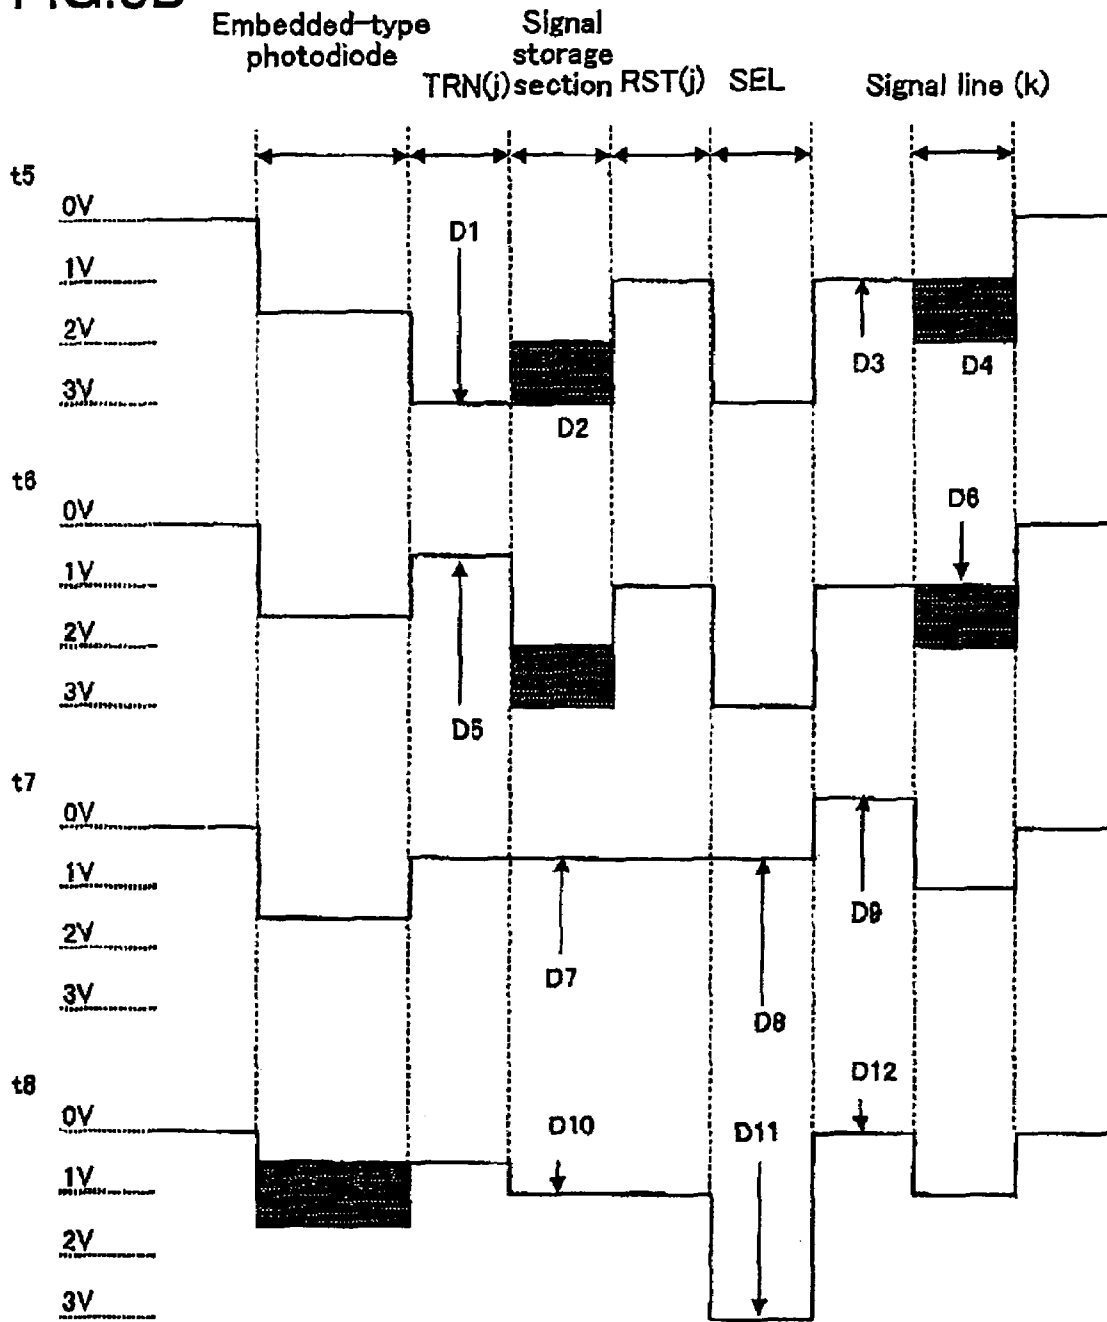 Embedded-type
photodiode
TRN(j)
Signal
storage
section
RST(j)
SEL
Signal line (k)
t5
0V
1V
2V
3V
D1
D2
D3
D4
t6
0V
1V
2V
3V
D5
D6
t7
0V
1V
2V
3V
D7
D8
D9
t8
0V
1V
2V
3V
D10
D11
D12